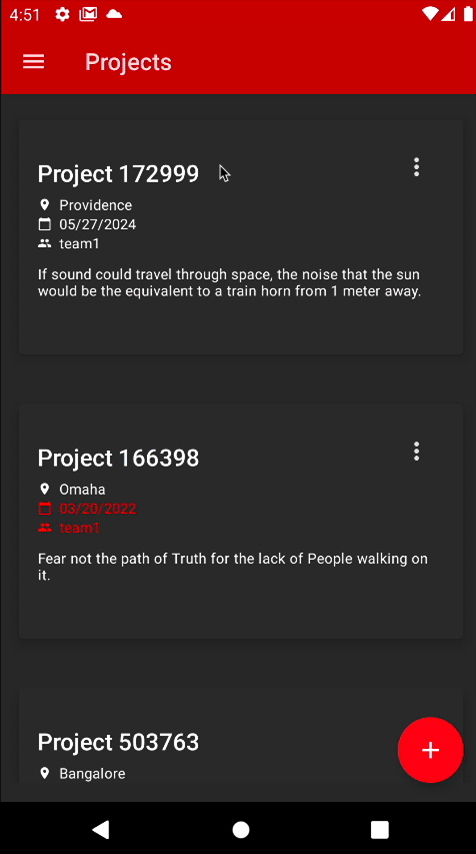 4:51
Projects
Project 172999
Providence
05/27/2024
team1
If sound could travel through space, the noise that the sun
would be the equivalent to a train horn from 1 meter away.
Project 166398
Omaha
03/20/2022
team1
Fear not the path of Truth for the lack of People walking on
it.
Project 503763
Bangalore